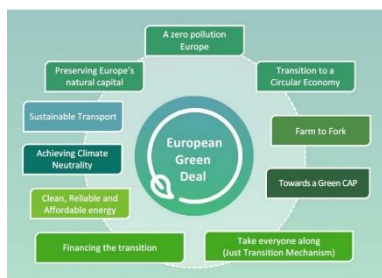 A zero pollution
Europe
Preserving Europe's
natural capital
Transition to a
Circular Economy
Sustainable Transport
European
Green
Deal
Farm to Fork
Achieving Climate
Neutrality
Towards a Green CAP
Clean, Reliable and
Affordable energy
Financing the transition
Take everyone along
(Just Transition Mechanism)